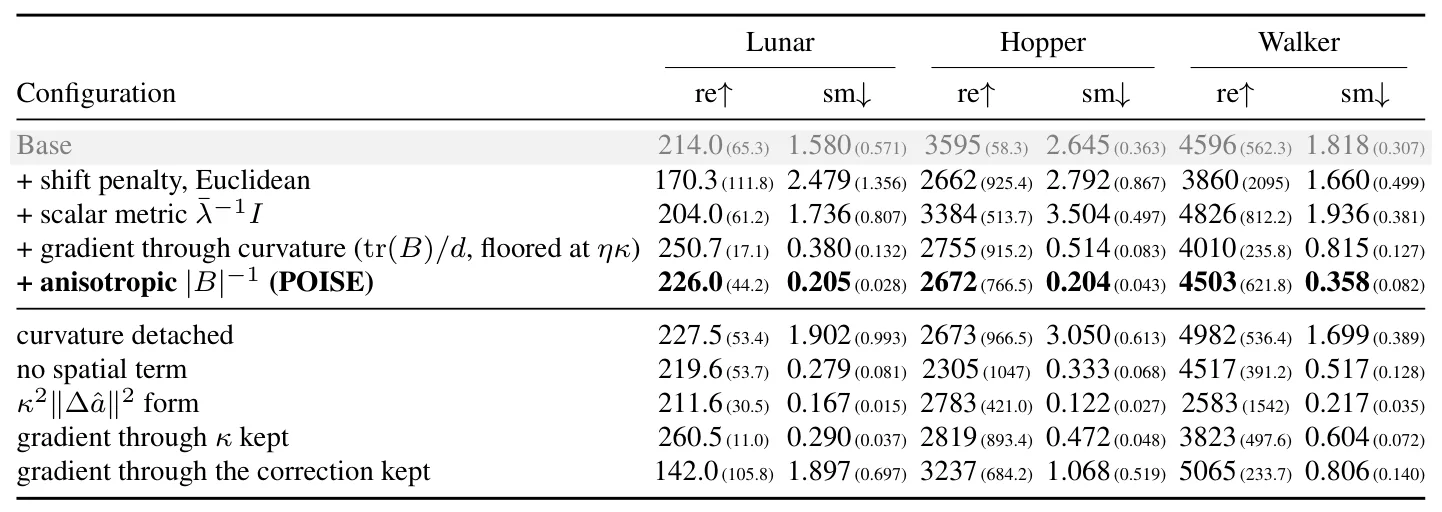 Lunar Hopper Walker
Configuration re↑ sm↓ re↑ sm↓ re↑ sm↓
Base 214.0 (65.3) 1.580 (0.571) 3595 (58.3) 2.645 (0.363) 4596 (562.3) 1.818 (0.307)
+ shift penalty, Euclidean 170.3 (111.8) 2.479 (1.356) 2662 (925.4) 2.792 (0.867) 3860 (2095) 1.660 (0.499)
+ scalar metric λ̄⁻¹I 204.0 (61.2) 1.736 (0.807) 3384 (513.7) 3.504 (0.497) 4826 (812.2) 1.936 (0.381)
+ gradient through curvature (tr(B)/d, floored at ηκ) 250.7 (17.1) 0.380 (0.132) 2755 (915.2) 0.514 (0.083) 4010 (235.8) 0.815 (0.127)
+ anisotropic |B|⁻¹ (POISE) 226.0 (44.2) 0.205 (0.028) 2672 (766.5) 0.204 (0.043) 4503 (621.8) 0.358 (0.082)
curvature detached 227.5 (53.4) 1.902 (0.993) 2673 (966.5) 3.050 (0.613) 4982 (536.4) 1.699 (0.389)
no spatial term 219.6 (53.7) 0.279 (0.081) 2305 (1047) 0.333 (0.068) 4517 (391.2) 0.517 (0.128)
κ²‖Δâ‖² form 211.6 (30.5) 0.167 (0.015) 2783 (421.0) 0.122 (0.027) 2583 (1542) 0.217 (0.035)
gradient through κ kept 260.5 (11.0) 0.290 (0.037) 2819 (893.4) 0.472 (0.048) 3823 (497.6) 0.604 (0.072)
gradient through the correction kept 142.0 (105.8) 1.897 (0.697) 3237 (684.2) 1.068 (0.519) 5065 (233.7) 0.806 (0.140)